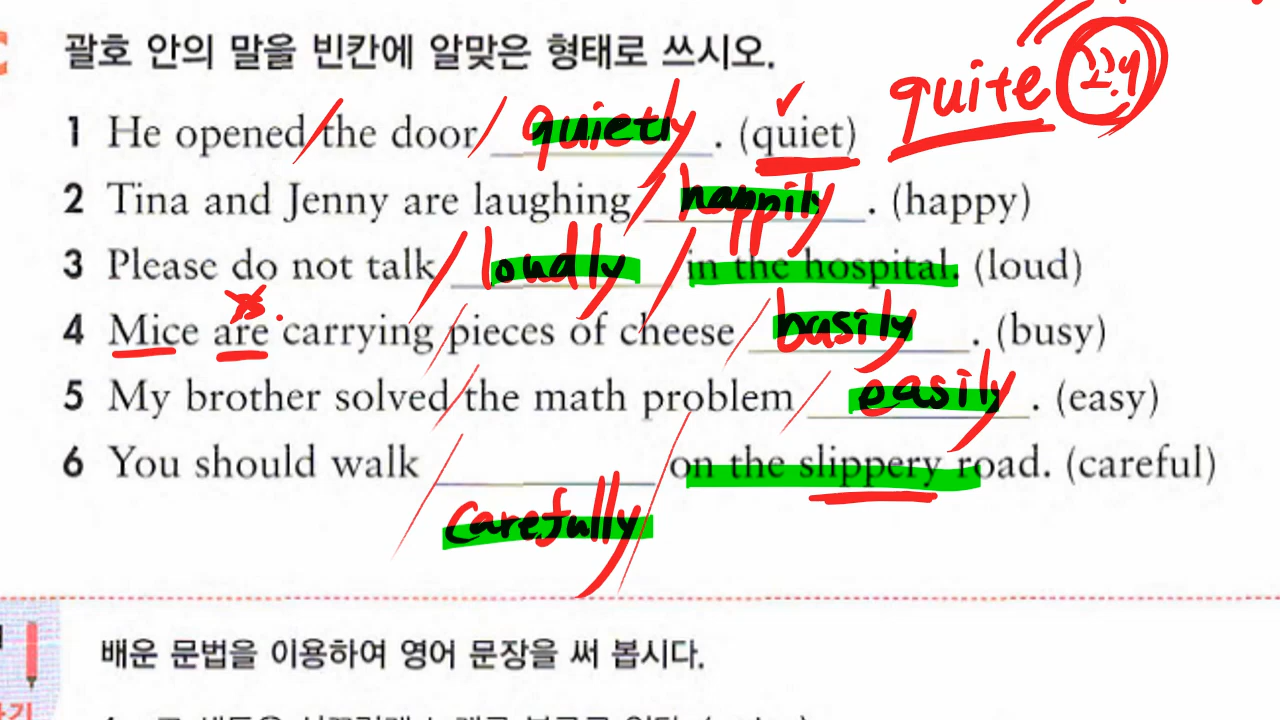 괄호 안의 말을 빈칸에 알맞은 형태로 쓰시오.
quite
1 He opened the door quietly. (quiet)
2 Tina and Jenny are laughing happily. (happy)
3 Please do not talk loudly in the hospital. (loud)
4 Mice are carrying pieces of cheese busily. (busy)
5 My brother solved the math problem easily. (easy)
6 You should walk carefully on the slippery road. (careful)
배운 문법을 이용하여 영어 문장을 써 봅시다.